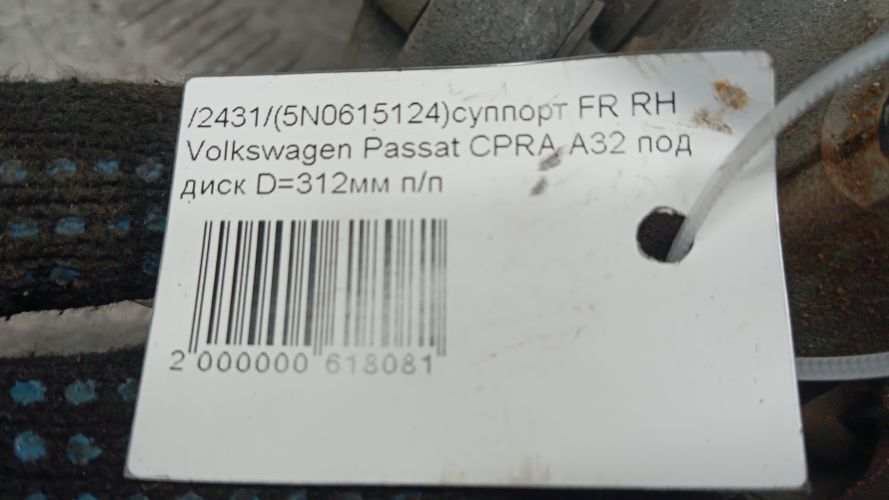 /2431/(5N0615124)суппорт FR RH
Volkswagen Passat CPRA A32 под
диск D=312мм п/п
2 000000 618081